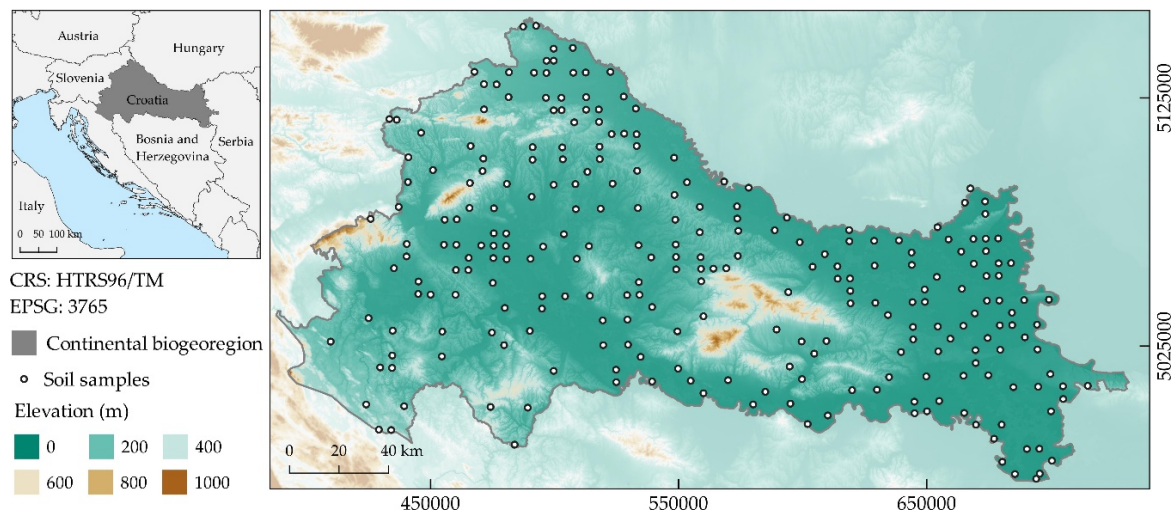 Austria
Hungary
Slovenia
Croatia
Bosnia and
Herzegovina
Serbia
Italy
0 50 100 km
CRS: HTRS96/TM
EPSG: 3765
Continental biogeoregion
Soil samples
Elevation (m)
0 200 400
600 800 1000
0 40 km
450000 550000 650000
5125000
5025000